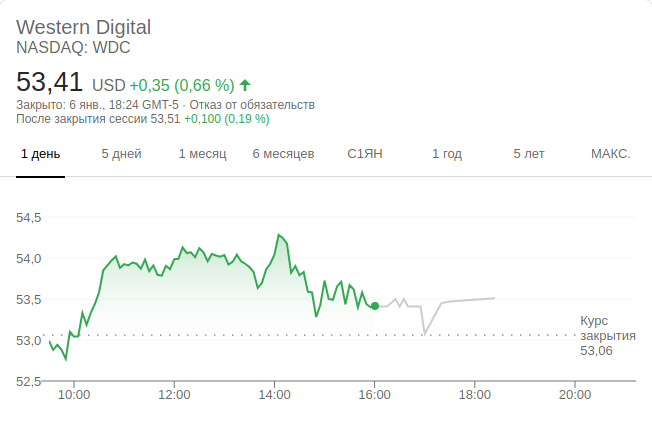 Western Digital
NASDAQ: WDC
53,41 USD +0,35 (0,66 %)
Закрыто: 6 янв., 18:24 GMT-5 · Отказ от обязательств
После закрытия сессии 53,51 +0,100 (0,19 %)
1 день 5 дней 1 месяц 6 месяцев С1ЯН 1 год 5 лет МАКС.
54,5
54,0
53,5
53,0
52,5
Курс
закрытия
53,06
10:00 12:00 14:00 16:00 18:00 20:00